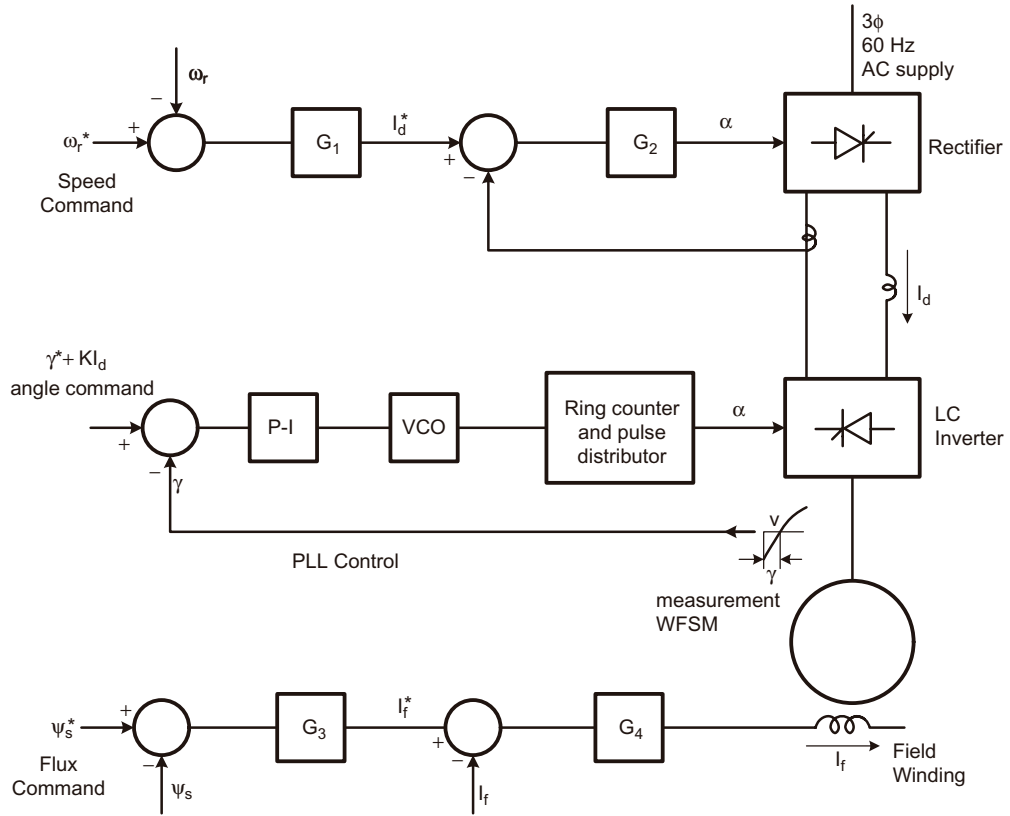 3ϕ
60 Hz
AC supply
−
ωr
+
ωr*
Speed
Command
G1
Id*
+
−
G2
α
Rectifier
Id
γ*+ KId
angle command
+
−
γ
P-I
VCO
Ring counter
and pulse
distributor
α
LC
Inverter
PLL Control
v
γ
measurement
WFSM
ψs*
+
−
Flux
Command
ψs
G3
If*
+
−
If
G4
If
Field
Winding